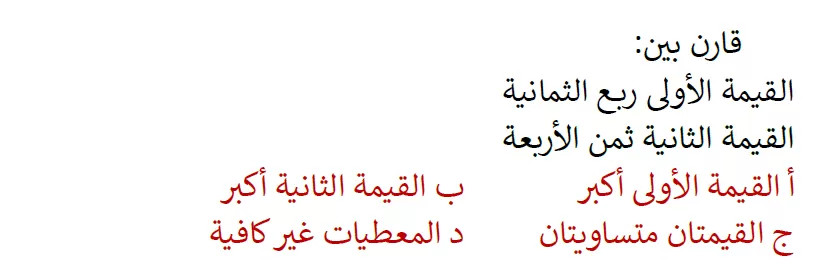 قارن بين:
القيمة الأولى ربع الثمانية
القيمة الثانية ثمن الأربعة
أ القيمة الأولى أكبر ب القيمة الثانية أكبر
ج القيمتان متساويتان د المعطيات غير كافية